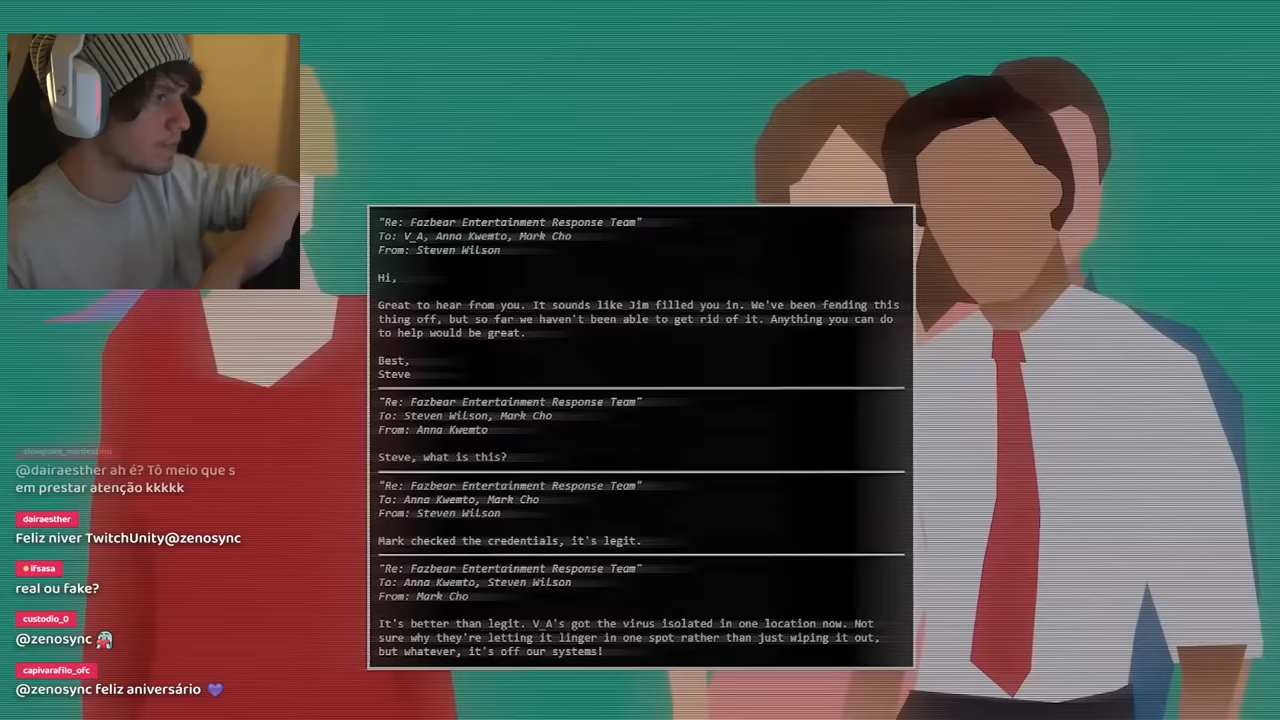 "Re: Fazbear Entertainment Response Team"
To: V_A, Anna Kwemto, Mark Cho
From: Steven Wilson
Hi,
Great to hear from you. It sounds like Jim filled you in. We've been fending this
thing off, but so far we haven't been able to get rid of it. Anything you can do
to help would be great.
Best,
Steve
"Re: Fazbear Entertainment Response Team"
To: Steven Wilson, Mark Cho
From: Anna Kwemto
Steve, what is this?
"Re: Fazbear Entertainment Response Team"
To: Anna Kwemto, Mark Cho
From: Steven Wilson
Mark checked the credentials, it's legit.
"Re: Fazbear Entertainment Response Team"
To: Anna Kwemto, Steven Wilson
From: Mark Cho
It's better than legit. V_A's got the virus isolated in one location now. Not
sure why they're letting it linger in one spot rather than just wiping it out,
but whatever, it's off our systems!
@dairaesther ah é? Tô meio que s
em prestar atenção kkkkk
dairaesther
Feliz niver TwitchUnity@zenosync
ifsasa
real ou fake?
custodio_0
@zenosync
capivarafilo_ofc
@zenosync feliz aniversário